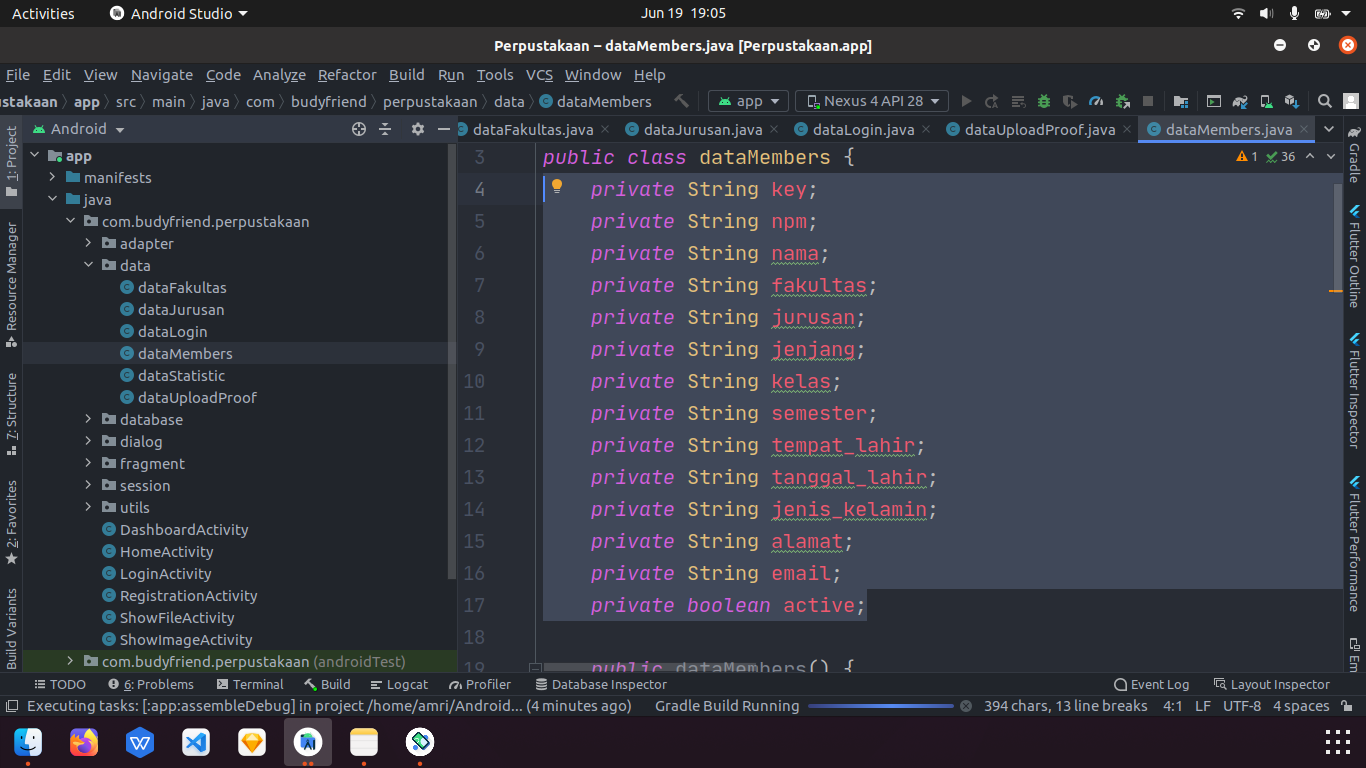 Activities Android Studio Jun 19 19:05
Perpustakaan – dataMembers.java [Perpustakaan.app]
File Edit View Navigate Code Analyze Refactor Build Run Tools VCS Window Help
stakaan app src main java com budyfriend perpustakaan data dataMembers app Nexus 4 API 28
1: Project
Resource Manager
7: Structure
2: Favorites
Build Variants
Android
app
manifests
java
com.budyfriend.perpustakaan
adapter
data
dataFakultas
dataJurusan
dataLogin
dataMembers
dataStatistic
dataUploadProof
database
dialog
fragment
session
utils
DashboardActivity
HomeActivity
LoginActivity
RegistrationActivity
ShowFileActivity
ShowImageActivity
com.budyfriend.perpustakaan (androidTest)
dataFakultas.java dataJurusan.java dataLogin.java dataUploadProof.java dataMembers.java
1 36
3 public class dataMembers {
4 private String key;
5 private String npm;
6 private String nama;
7 private String fakultas;
8 private String jurusan;
9 private String jenjang;
10 private String kelas;
11 private String semester;
12 private String tempat_lahir;
13 private String tanggal_lahir;
14 private String jenis_kelamin;
15 private String alamat;
16 private String email;
17 private boolean active;
18
19 public dataMembers() {
Gradle
Flutter Outline
Flutter Inspector
Flutter Performance
Em
TODO 6: Problems Terminal Build Logcat Profiler Database Inspector Event Log Layout Inspector
Executing tasks: [:app:assembleDebug] in project /home/amri/Android... (4 minutes ago) Gradle Build Running 394 chars, 13 line breaks 4:1 LF UTF-8 4 spaces